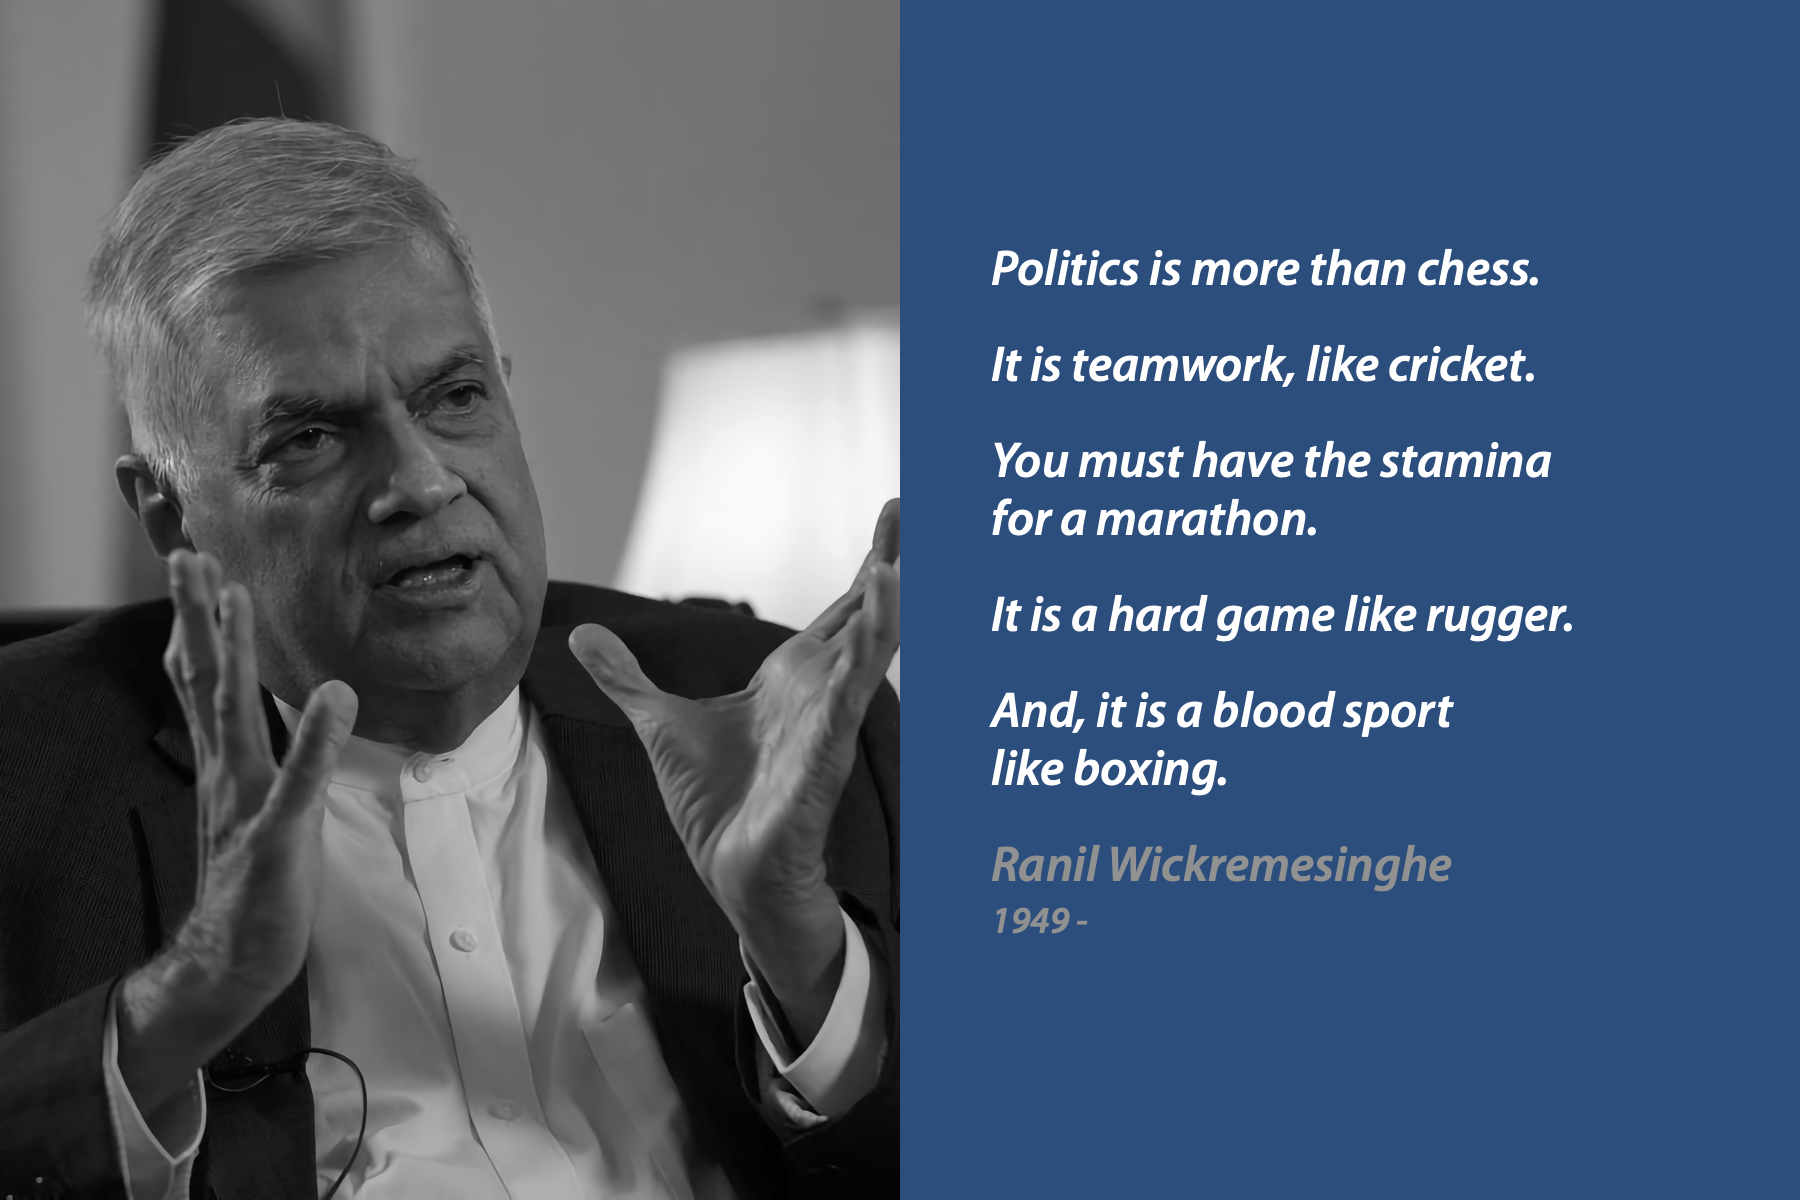 Politics is more than chess.
It is teamwork, like cricket.
You must have the stamina
for a marathon.
It is a hard game like rugger.
And, it is a blood sport
like boxing.
Ranil Wickremesinghe
1949 -